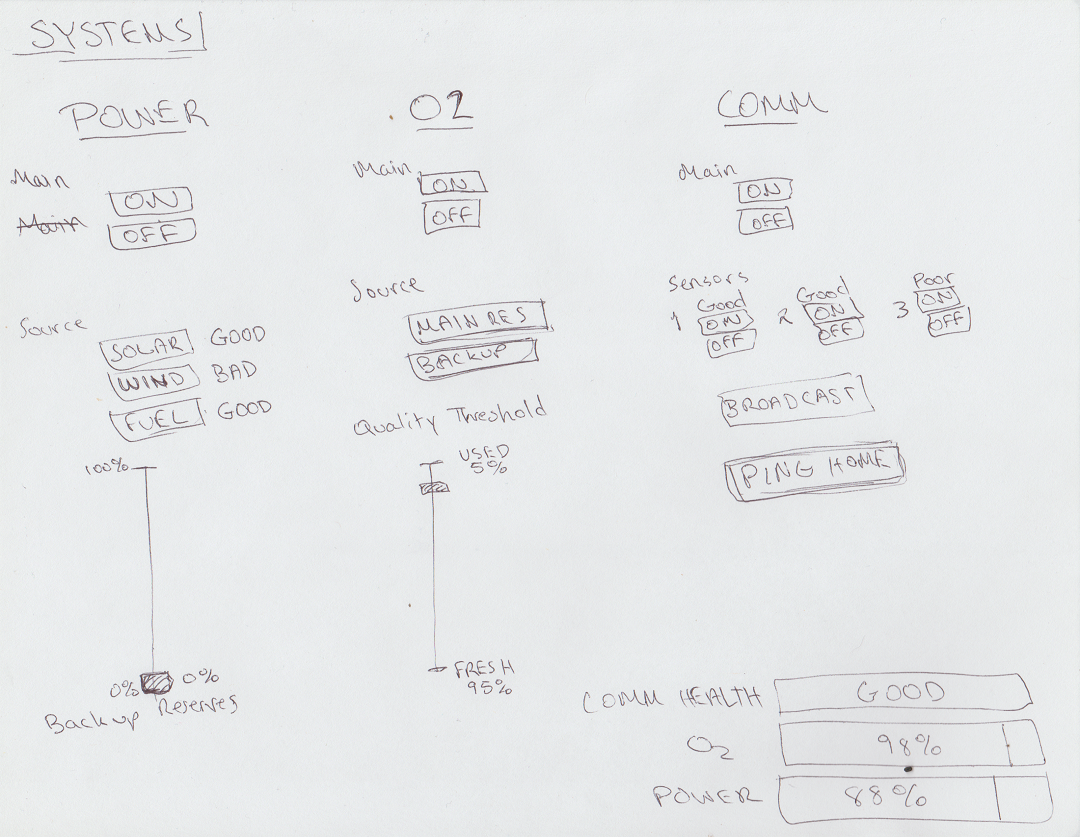 SYSTEMS
POWER
Main
ON
Main
OFF
Source
SOLAR GOOD
WIND BAD
FUEL GOOD
100%
0% 0%
Backup Reserves
O2
Main
ON
OFF
Source
MAIN RES
BACKUP
Quality Threshold
USED
5%
FRESH
95%
COMM
Main
ON
OFF
Sensors
1 Good
ON
OFF
2 Good
ON
OFF
3 Poor
ON
OFF
BROADCAST
PING HOME
COMM HEALTH GOOD
O2 98%
POWER 88%